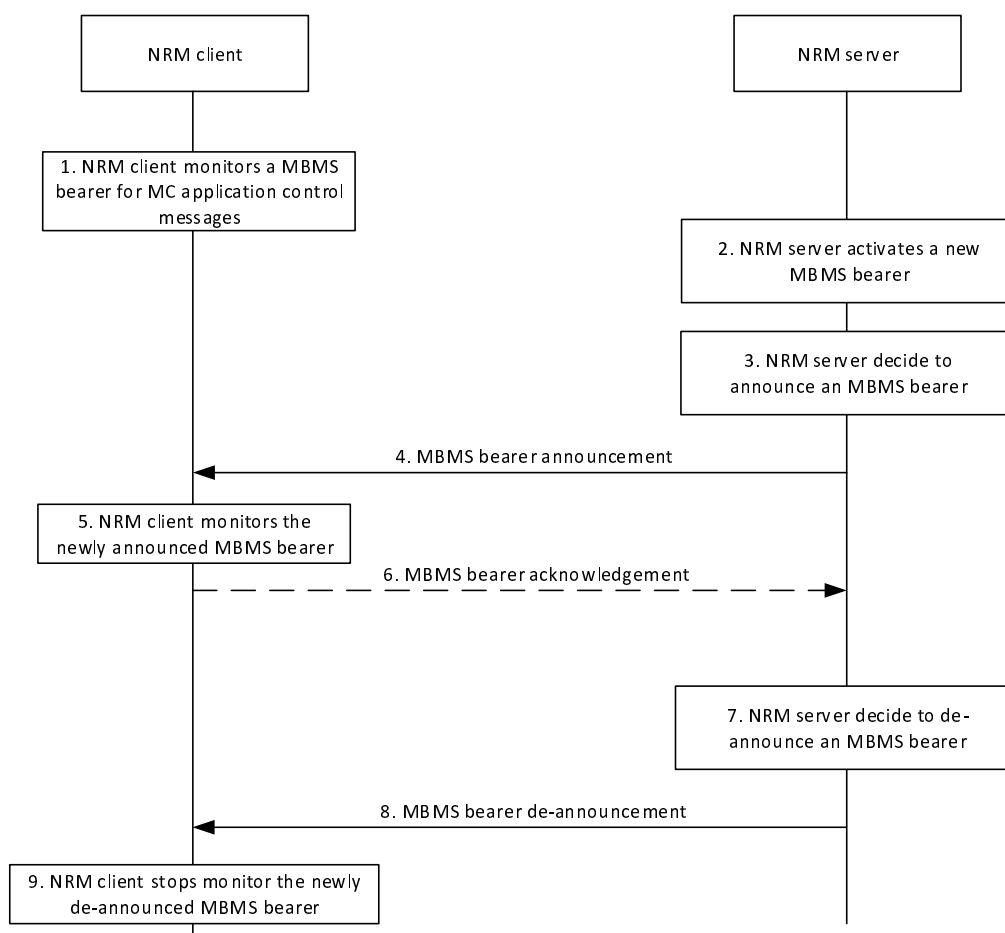 NRM client
NRM server
1. NRM client monitors a MBMS
bearer for MC application control
messages
2. NRM server activates a new
MBMS bearer
3. NRM server decide to
announce an MBMS bearer
4. MBMS bearer announcement
5. NRM client monitors the
newly announced MBMS bearer
6. MBMS bearer acknowledgement
7. NRM server decide to de-
announce an MBMS bearer
8. MBMS bearer de-announcement
9. NRM client stops monitor the newly
de-announced MBMS bearer